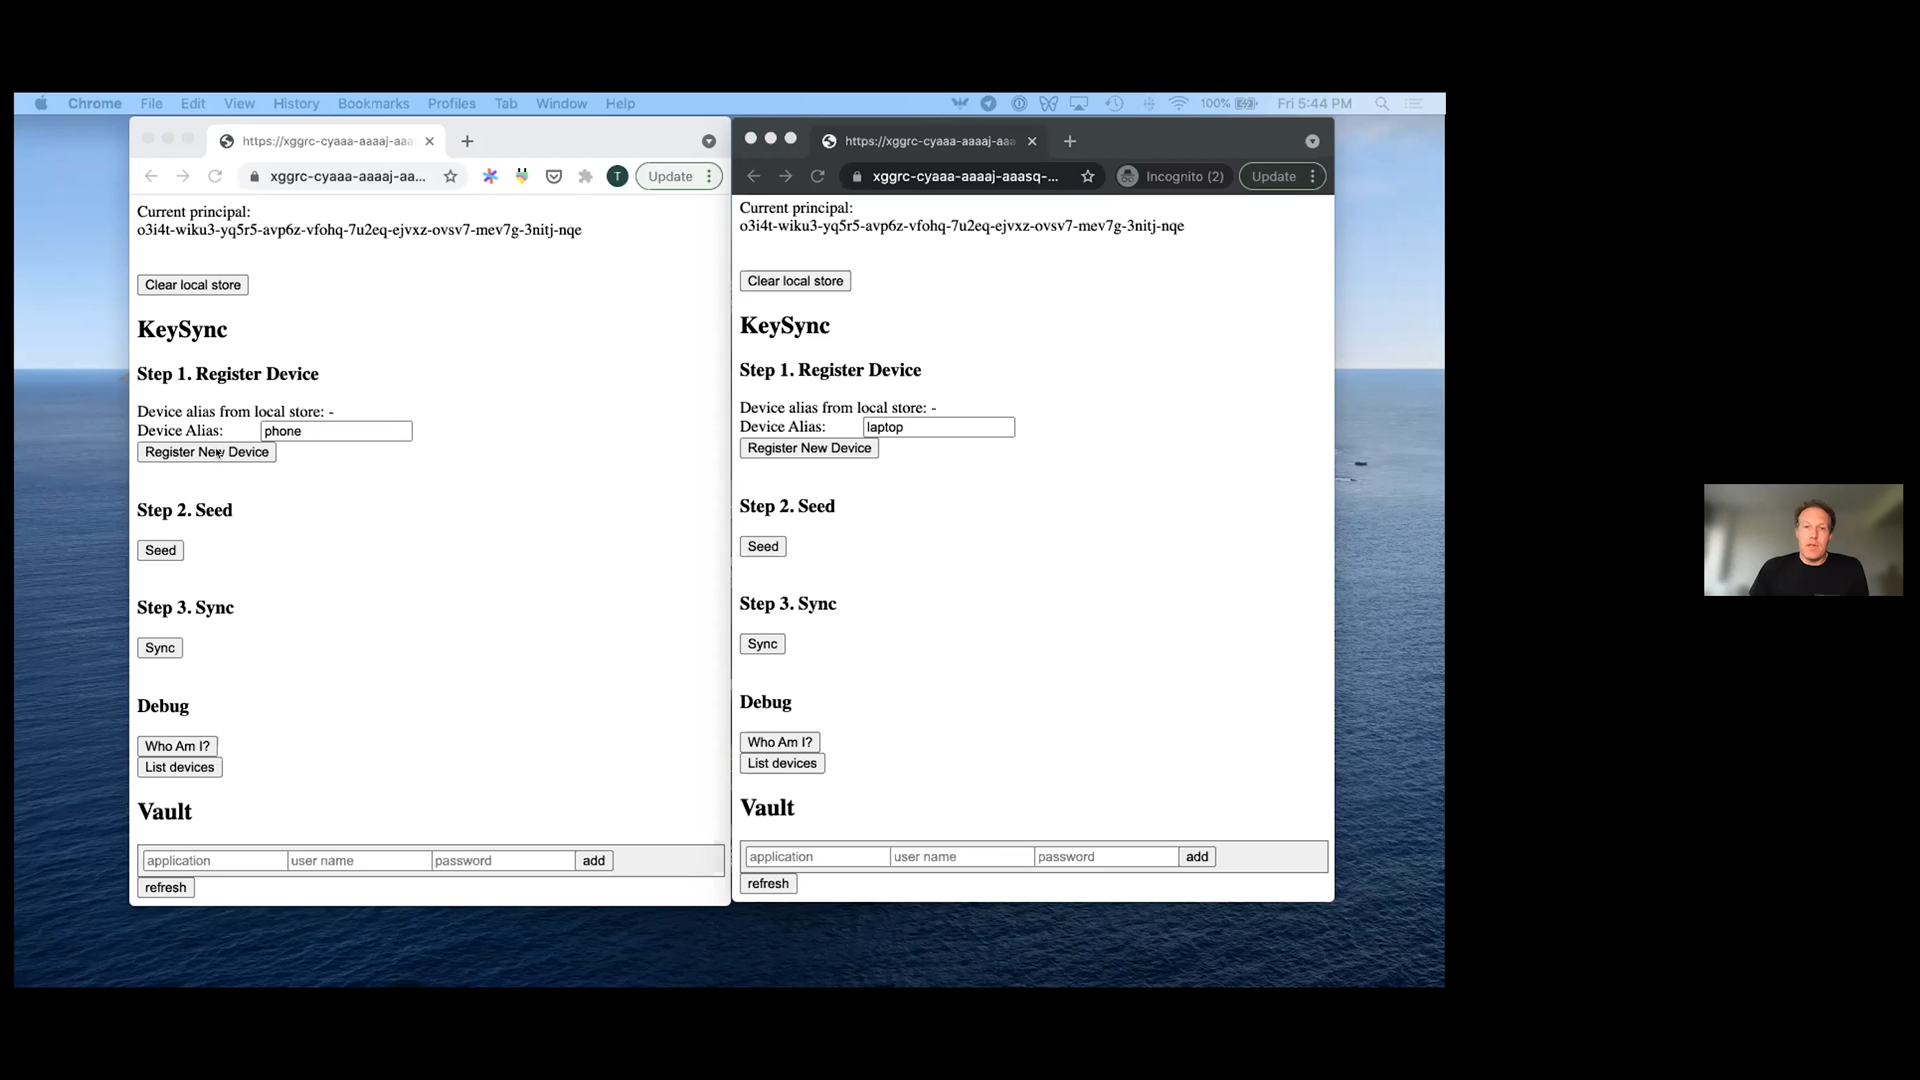 Chrome File Edit View History Bookmarks Profiles Tab Window Help 100% Fri 5:44 PM
https://xggrc-cyaaa-aaaaj-aaa
xggrc-cyaaa-aaaaj-aa... T Update
Current principal:
o3i4t-wiku3-yq5r5-avp6z-vfohq-7u2eq-ejvxz-ovsv7-mev7g-3nitj-nqe
Clear local store
KeySync
Step 1. Register Device
Device alias from local store: -
Device Alias: phone
Register New Device
Step 2. Seed
Seed
Step 3. Sync
Sync
Debug
Who Am I?
List devices
Vault
application user name password add
refresh
https://xggrc-cyaaa-aaaaj-aaa
xggrc-cyaaa-aaaaj-aaasq-... Incognito (2) Update
Current principal:
o3i4t-wiku3-yq5r5-avp6z-vfohq-7u2eq-ejvxz-ovsv7-mev7g-3nitj-nqe
Clear local store
KeySync
Step 1. Register Device
Device alias from local store: -
Device Alias: laptop
Register New Device
Step 2. Seed
Seed
Step 3. Sync
Sync
Debug
Who Am I?
List devices
Vault
application user name password add
refresh